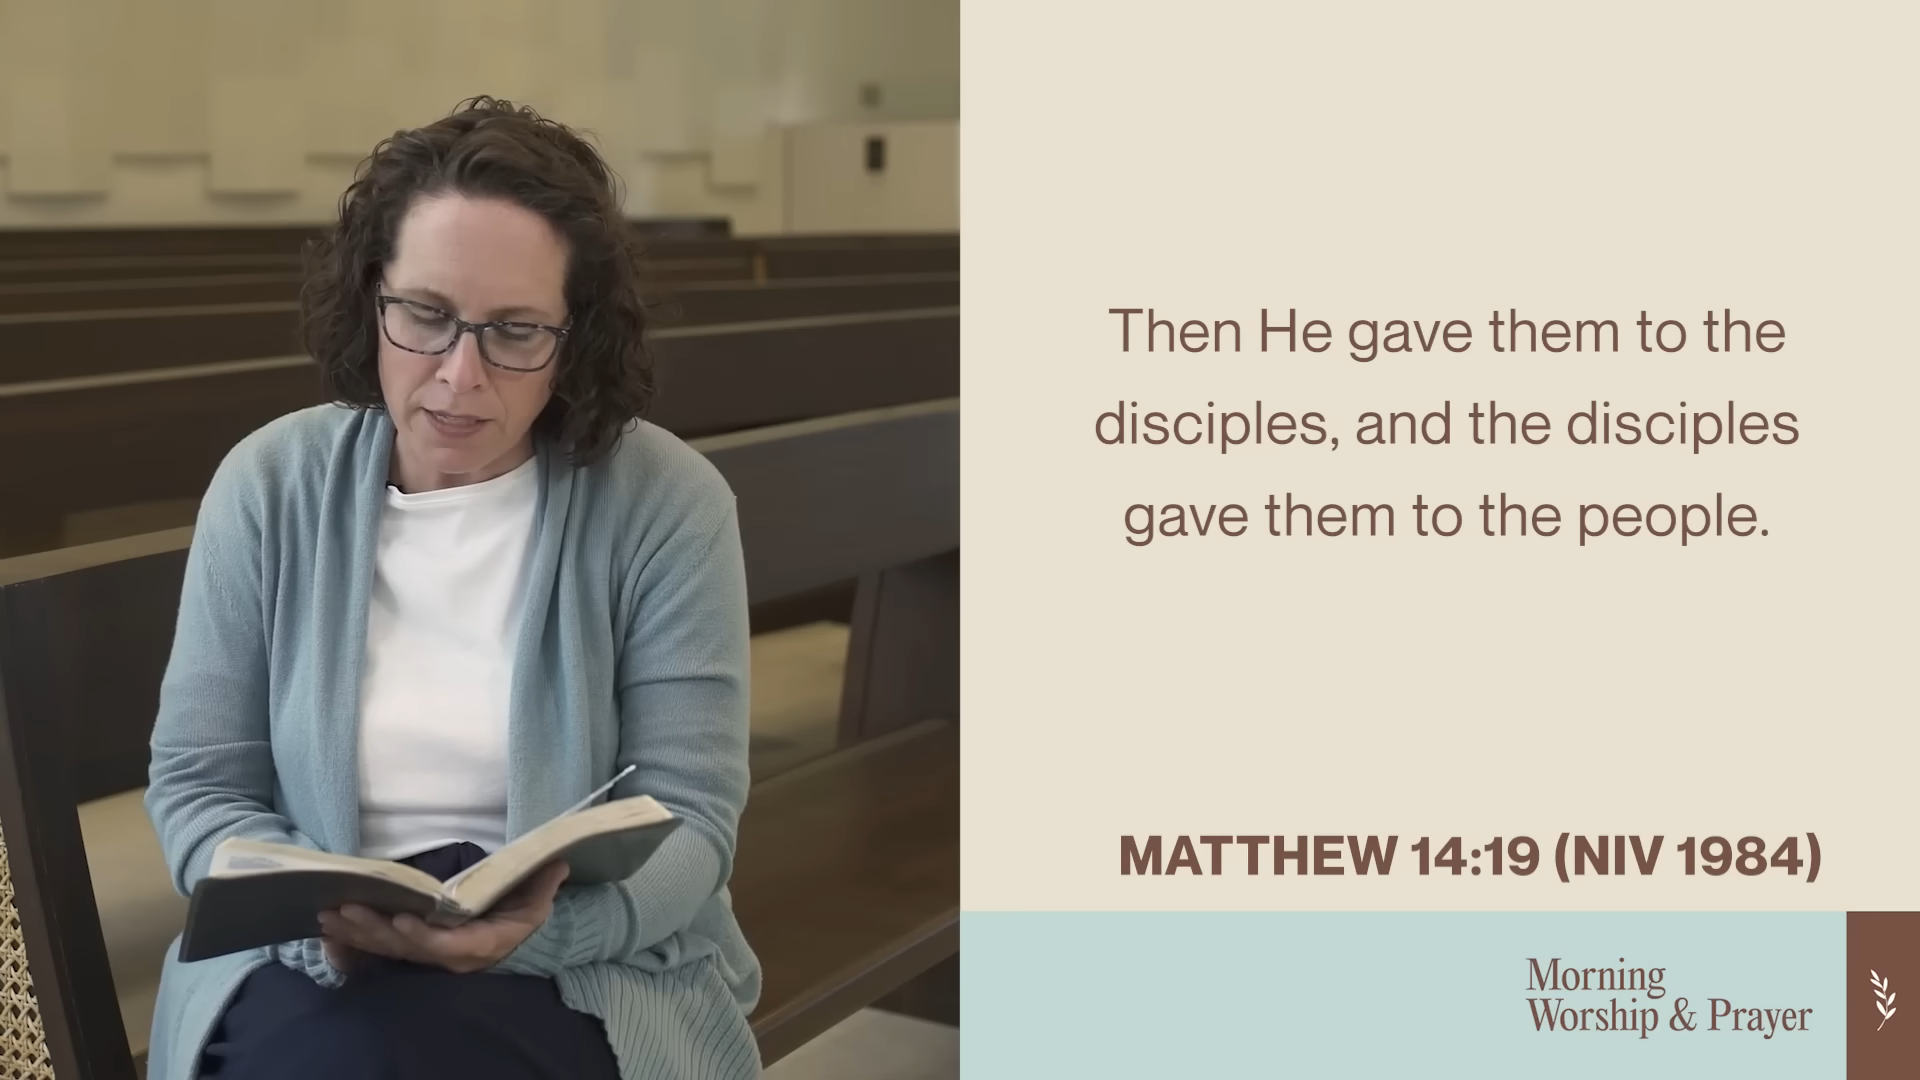 Then He gave them to the
disciples, and the disciples
gave them to the people.
MATTHEW 14:19 (NIV 1984)
Morning
Worship & Prayer